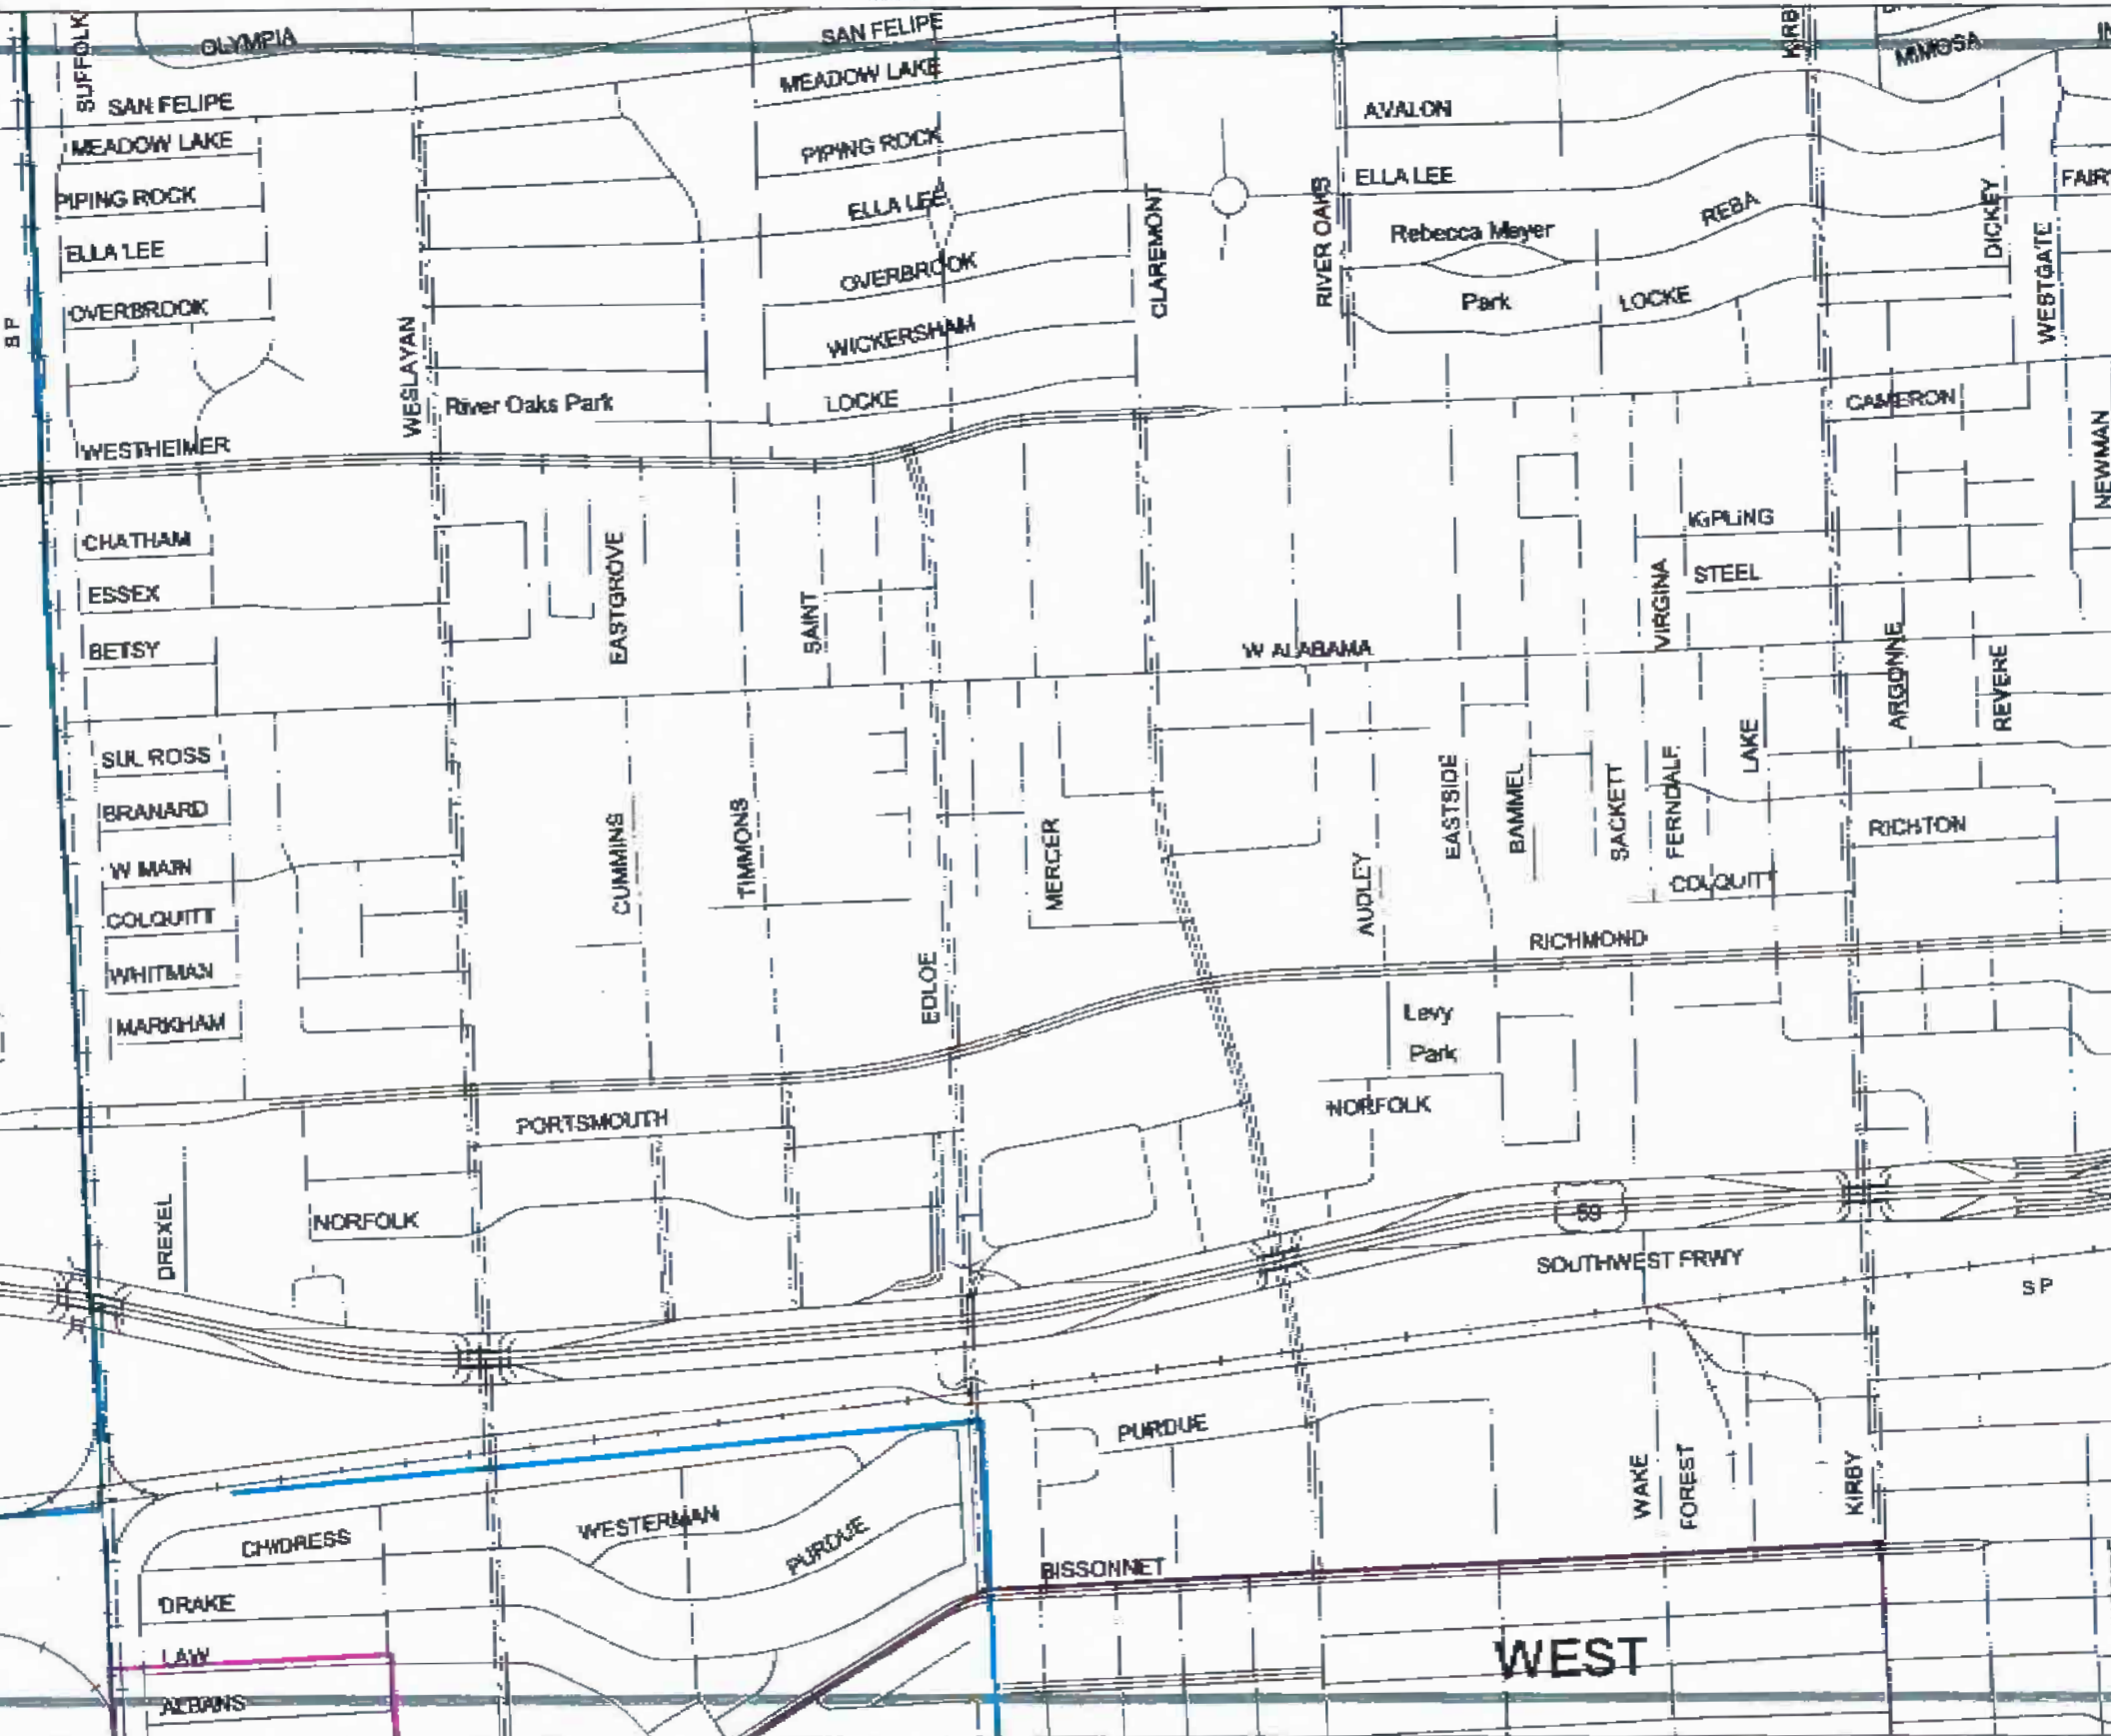 SUFFOLK
OLYMPIA
SAN FELIPE
KIRB
MIMOSA
SAN FELIPE
MEADOW LAKE
AVALON
MEADOW LAKE
PIPING ROCK
ELLA LEE
PIPING ROCK
ELLA LEE
CLAREMONT
RIVER OAKS
Rebecca Meyer
Park
REBA
DICKEY
FAIR
WESTGATE
ELLA LEE
OVERBROOK
LOCKE
OVERBROOK
S P
WICKERSHAM
WESLAYAN
River Oaks Park
LOCKE
CAMERON
NEWMAN
WESTHEIMER
CHATHAM
KIPLING
ESSEX
STEEL
EASTGROVE
SAINT
VIRGINA
BETSY
W ALABAMA
ARGONNE
REVERE
SUL ROSS
LAKE
BRANARD
CUMMINS
TIMMONS
MERCER
EASTSIDE
BAMMEL
SACKETT
FERNDALE
RICHTON
W MAIN
AUDLEY
COLQUITT
COLQUITT
RICHMOND
WHITMAN
EDLOE
MARKHAM
Levy
Park
PORTSMOUTH
NORFOLK
DREXEL
NORFOLK
59
SOUTHWEST FRWY
S P
PURDUE
WAKE
FOREST
KIRBY
CHILDRESS
WESTERMAN
PURDUE
BISSONNET
DRAKE
LAW
WEST
ALBANS